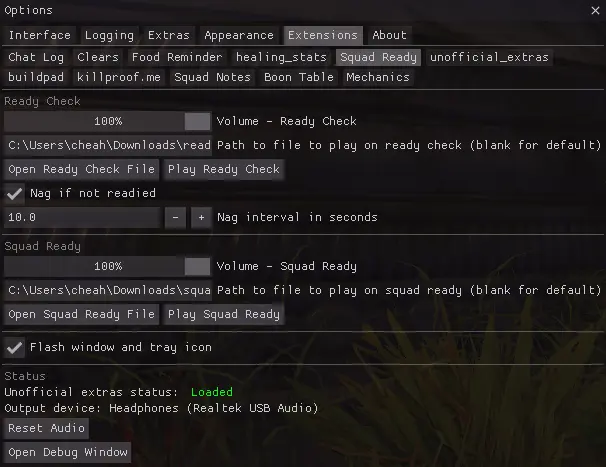 Options
Interface Logging Extras Appearance Extensions About
Chat Log Clears Food Reminder healing_stats Squad Ready unofficial_extras
buildpad killproof.me Squad Notes Boon Table Mechanics
Ready Check
100% Volume - Ready Check
C:\Users\cheah\Downloads\read Path to file to play on ready check (blank for default)
Open Ready Check File Play Ready Check
Nag if not readied
10.0 - + Nag interval in seconds
Squad Ready
100% Volume - Squad Ready
C:\Users\cheah\Downloads\squa Path to file to play on squad ready (blank for default)
Open Squad Ready File Play Squad Ready
Flash window and tray icon
Status
Unofficial extras status: Loaded
Output device: Headphones (Realtek USB Audio)
Reset Audio
Open Debug Window